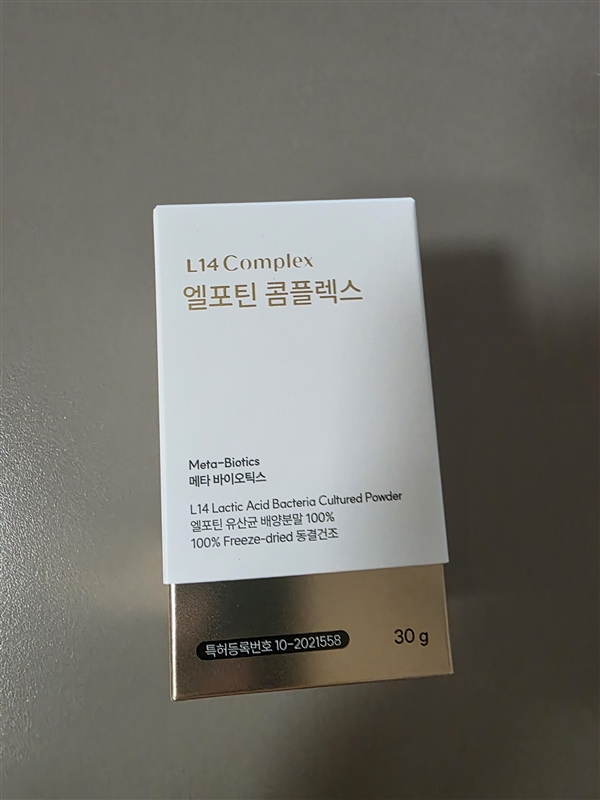 L14 Complex
엘포틴 콤플렉스
Meta-Biotics
메타 바이오틱스
L14 Lactic Acid Bacteria Cultured Powder
엘포틴 유산균 배양분말 100%
100% Freeze-dried 동결건조
특허등록번호 10-2021558
30 g